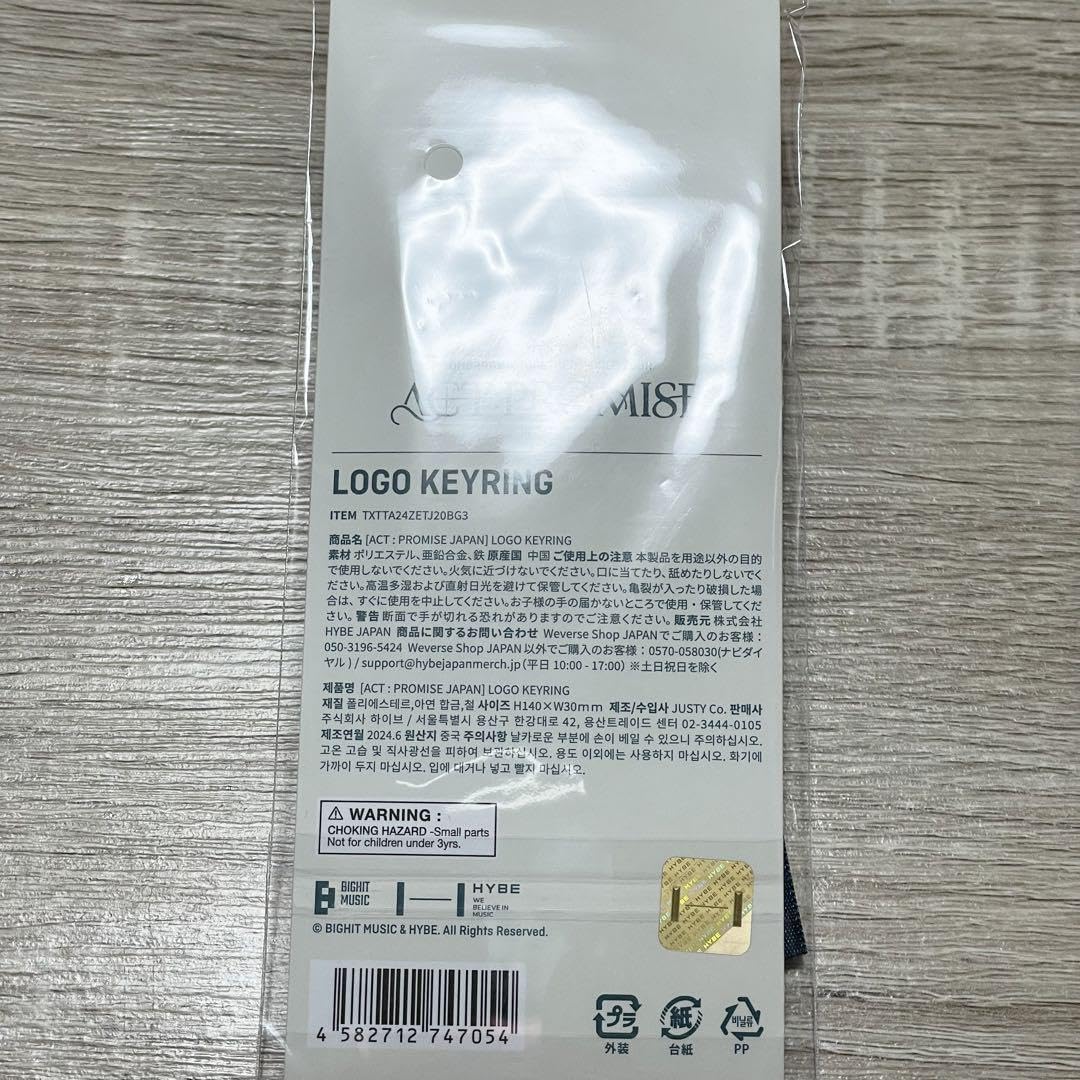 LOGO KEYRING
ITEM TXTTA24ZETJ20BG3
商品名 [ACT : PROMISE JAPAN] LOGO KEYRING
素材 ポリエステル、亜鉛合金、鉄 原産国 中国 ご使用上の注意 本製品を用途以外の目的
で使用しないでください。火気に近づけないでください。口に当てたり、舐めたりしないでく
ださい。高温多湿および直射日光を避けて保管してください。亀裂が入ったり破損した場
合は、すぐに使用を中止してください。お子様の手の届かないところで使用・保管してくだ
さい。警告 断面で手が切れる恐れがありますのでご注意ください。販売元 株式会社
HYBE JAPAN 商品に関するお問い合わせ Weverse Shop JAPANでご購入のお客様：
050-3196-5424 Weverse Shop JAPAN以外でご購入のお客様：0570-058030(ナビダイ
ヤル) / support@hybejapanmerch.jp (平日 10:00 - 17:00) ※土日祝日を除く
제품명 [ACT : PROMISE JAPAN] LOGO KEYRING
재질 폴리에스테르,아연 합금,철 사이즈 H140×W30mm 제조/수입사 JUSTY Co. 판매사
주식회사 하이브 / 서울특별시 용산구 한강대로 42, 용산트레이드 센터 02-3444-0105
제조연월 2024.6 원산지 중국 주의사항 날카로운 부분에 손이 베일 수 있으니 주의하십시오.
고온 고습 및 직사광선을 피하여 보관하십시오. 용도 이외에는 사용하지 마십시오. 화기에
가까이 두지 마십시오. 입에 대거나 넣고 빨지 마십시오.
⚠ WARNING :
CHOKING HAZARD -Small parts
Not for children under 3yrs.
BIGHIT MUSIC
HYBE
WE BELIEVE IN MUSIC
© BIGHIT MUSIC & HYBE. All Rights Reserved.
HYBE HYBE HYBE
4 582712 747054
プラ 外装
紙 台紙
비닐류 PP